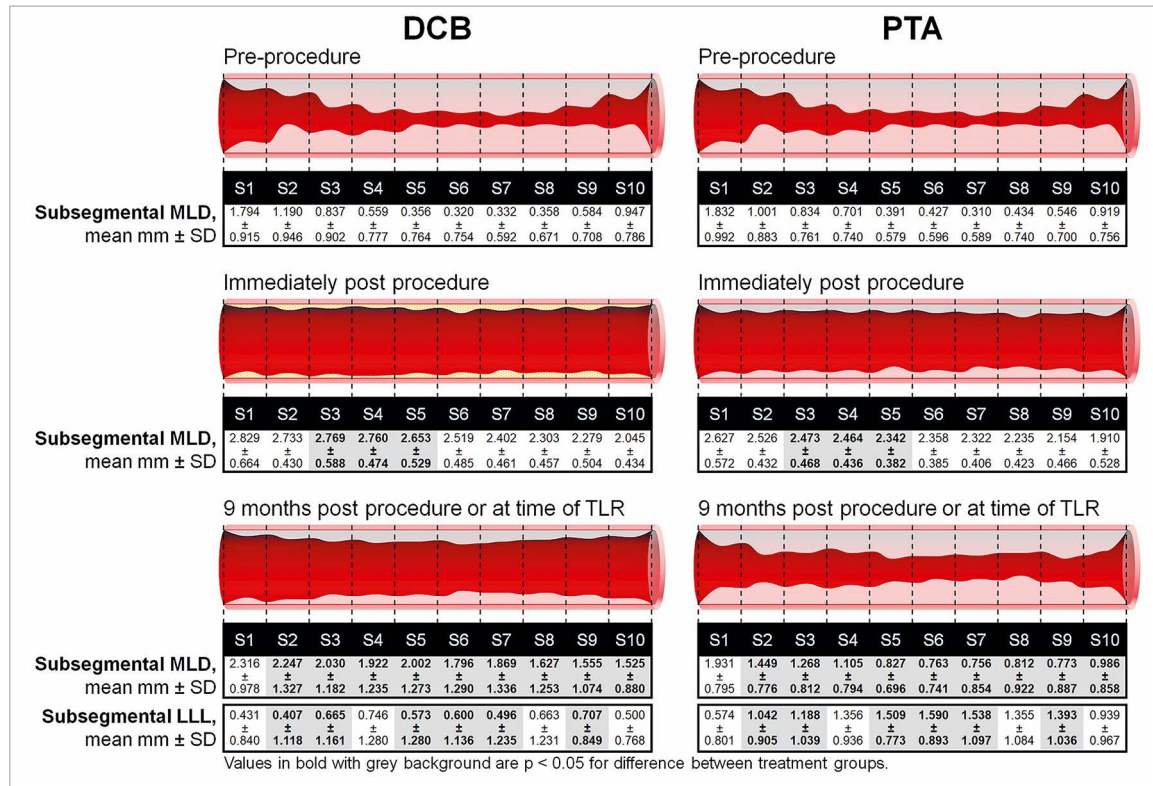 DCB PTA
Pre-procedure Pre-procedure
S1 S2 S3 S4 S5 S6 S7 S8 S9 S10 S1 S2 S3 S4 S5 S6 S7 S8 S9 S10
Subsegmental MLD, 1.794 1.190 0.837 0.559 0.356 0.320 0.332 0.358 0.584 0.947 1.832 1.001 0.834 0.701 0.391 0.427 0.310 0.434 0.546 0.919
± ± ± ± ± ± ± ± ± ± ± ± ± ± ± ± ± ± ± ±
mean mm ± SD 0.915 0.946 0.902 0.777 0.764 0.754 0.592 0.671 0.708 0.786 0.992 0.883 0.761 0.740 0.579 0.596 0.589 0.740 0.700 0.756
Immediately post procedure Immediately post procedure
S1 S2 S3 S4 S5 S6 S7 S8 S9 S10 S1 S2 S3 S4 S5 S6 S7 S8 S9 S10
Subsegmental MLD, 2.829 2.733 2.769 2.760 2.653 2.519 2.402 2.303 2.279 2.045 2.627 2.526 2.473 2.464 2.342 2.358 2.322 2.235 2.154 1.910
± ± ± ± ± ± ± ± ± ± ± ± ± ± ± ± ± ± ± ±
mean mm ± SD 0.664 0.430 0.588 0.474 0.529 0.485 0.461 0.457 0.504 0.434 0.572 0.432 0.468 0.436 0.382 0.385 0.406 0.423 0.466 0.528
9 months post procedure or at time of TLR 9 months post procedure or at time of TLR
S1 S2 S3 S4 S5 S6 S7 S8 S9 S10 S1 S2 S3 S4 S5 S6 S7 S8 S9 S10
Subsegmental MLD, 2.316 2.247 2.030 1.922 2.002 1.796 1.869 1.627 1.555 1.525 1.931 1.449 1.268 1.105 0.827 0.763 0.756 0.812 0.773 0.986
± ± ± ± ± ± ± ± ± ± ± ± ± ± ± ± ± ± ± ±
mean mm ± SD 0.978 1.327 1.182 1.235 1.273 1.290 1.336 1.253 1.074 0.880 0.795 0.776 0.812 0.794 0.696 0.741 0.854 0.922 0.887 0.858
Subsegmental LLL, 0.431 0.407 0.665 0.746 0.573 0.600 0.496 0.663 0.707 0.500 0.574 1.042 1.188 1.356 1.509 1.590 1.538 1.355 1.393 0.939
± ± ± ± ± ± ± ± ± ± ± ± ± ± ± ± ± ± ± ±
mean mm ± SD 0.840 1.118 1.161 1.280 1.280 1.136 1.235 1.231 0.849 0.768 0.801 0.905 1.039 0.936 0.773 0.893 1.097 1.084 1.036 0.967
Values in bold with grey background are p < 0.05 for difference between treatment groups.